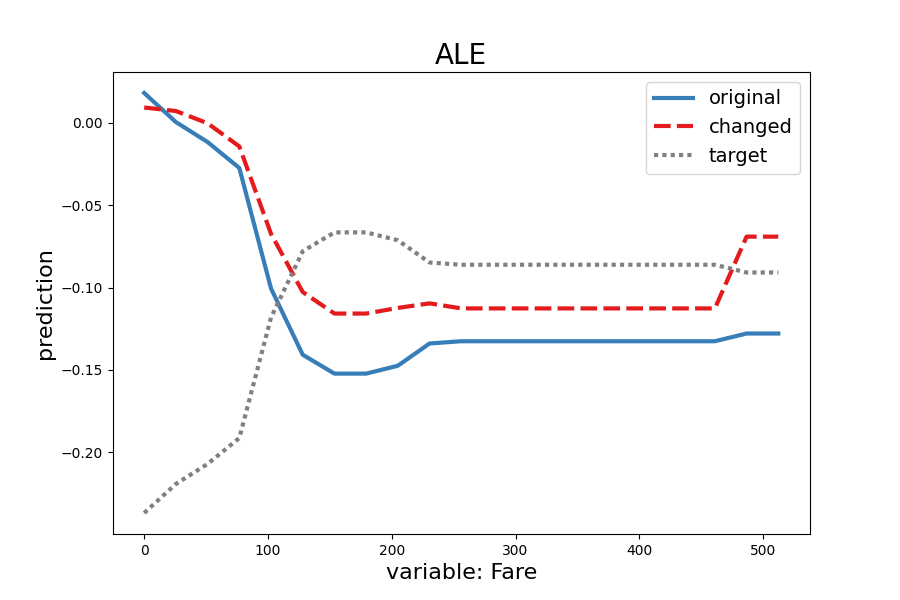 ALE
original
changed
target
0.00
−0.05
−0.10
−0.15
−0.20
prediction
0 100 200 300 400 500
variable: Fare